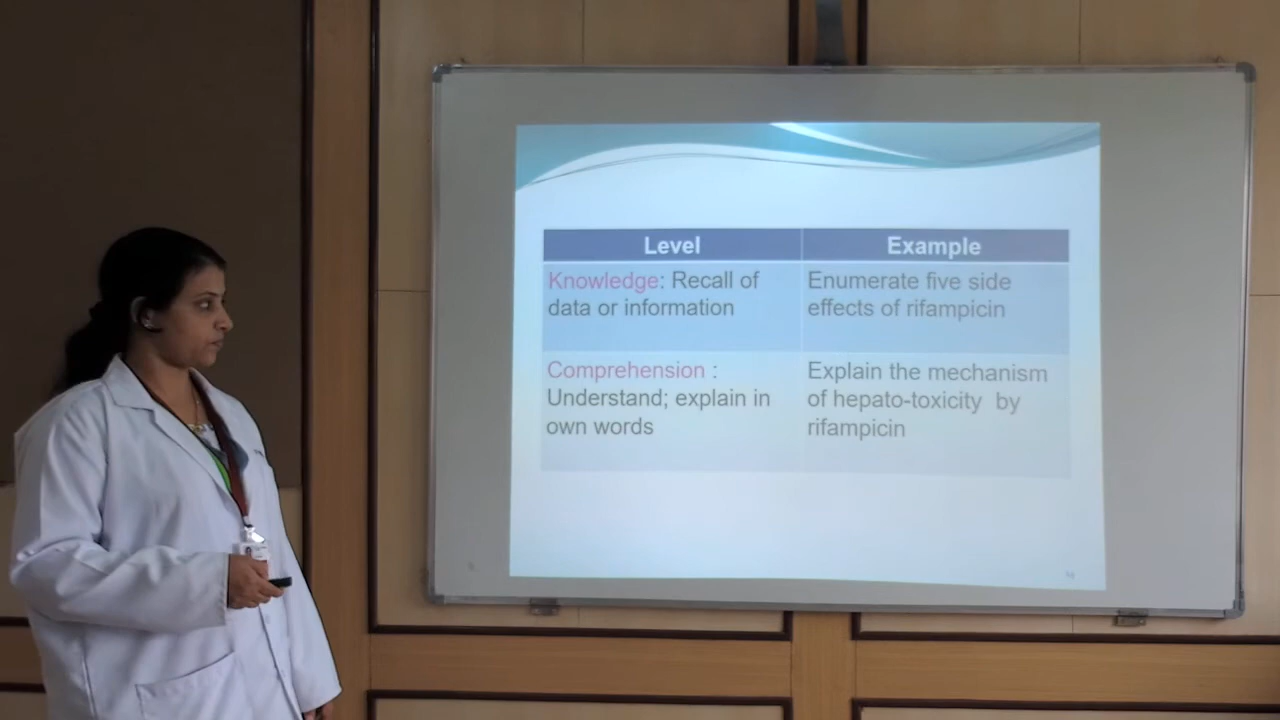 Level
Example
Knowledge: Recall of
data or information
Enumerate five side
effects of rifampicin
Comprehension :
Understand; explain in
own words
Explain the mechanism
of hepato-toxicity by
rifampicin